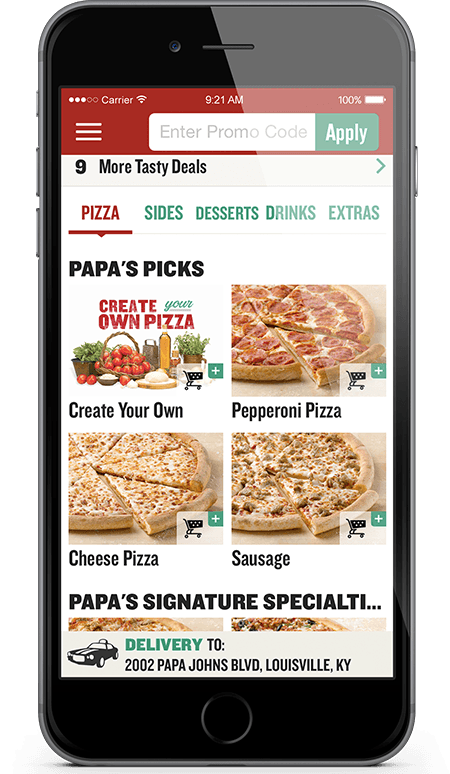 Carrier 9:21 AM 100%
Enter Promo Code Apply
9 More Tasty Deals
PIZZA SIDES DESSERTS DRINKS EXTRAS
PAPA'S PICKS
CREATE your
OWN PIZZA
Create Your Own
Pepperoni Pizza
Cheese Pizza
Sausage
PAPA'S SIGNATURE SPECIALTI...
DELIVERY TO:
2002 PAPA JOHNS BLVD, LOUISVILLE, KY